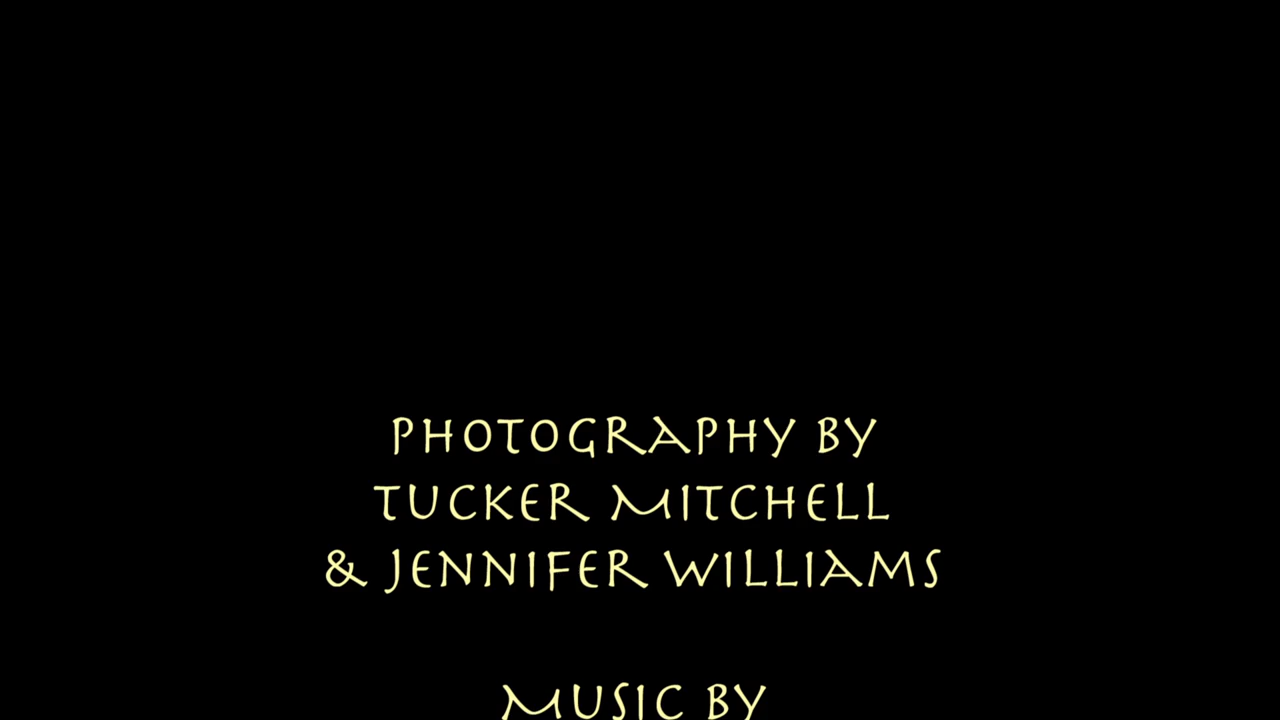 Photography by
Tucker Mitchell
& Jennifer Williams
Music by